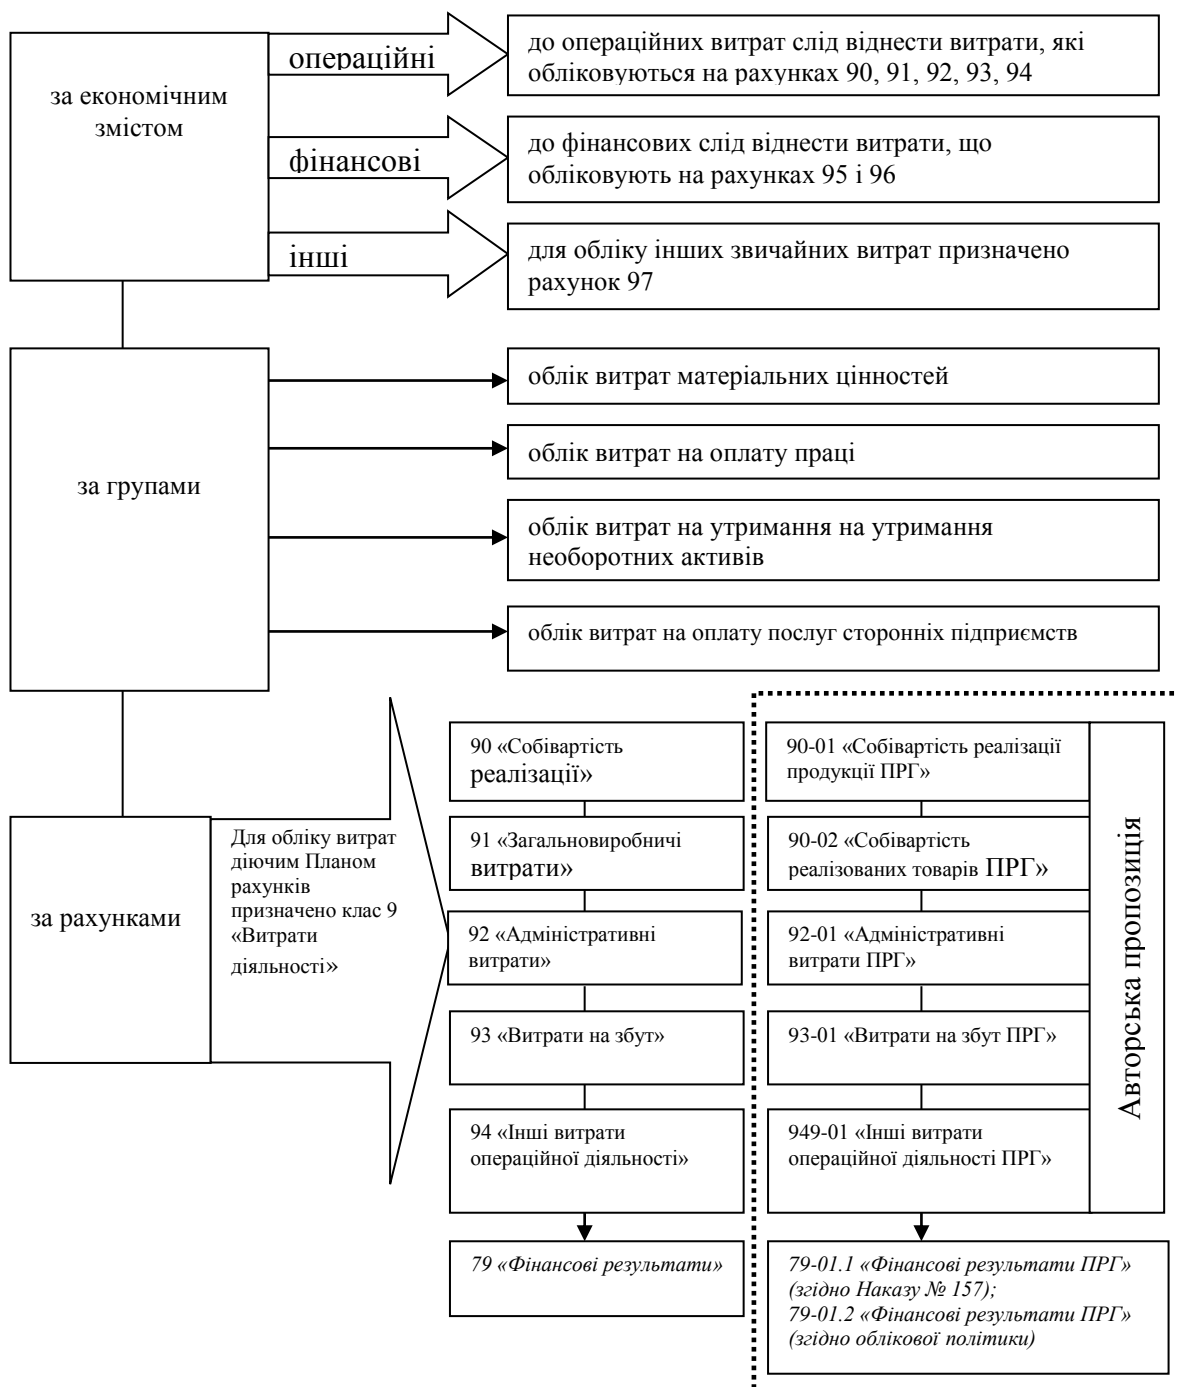 за економічним
змістом
операційні
до операційних витрат слід віднести витрати, які
обліковуються на рахунках 90, 91, 92, 93, 94
фінансові
до фінансових слід віднести витрати, що
обліковують на рахунках 95 і 96
інші
для обліку інших звичайних витрат призначено
рахунок 97
за групами
облік витрат матеріальних цінностей
облік витрат на оплату праці
облік витрат на утримання на утримання
необоротних активів
облік витрат на оплату послуг сторонніх підприємств
за рахунками
Для обліку витрат
діючим Планом
рахунків
призначено клас 9
«Витрати
діяльності»
90 «Собівартість
реалізації»
91 «Загальновиробничі
витрати»
92 «Адміністративні
витрати»
93 «Витрати на збут»
94 «Інші витрати
операційної діяльності»
79 «Фінансові результати»
90-01 «Собівартість реалізації
продукції ПРГ»
90-02 «Собівартість
реалізованих товарів ПРГ»
92-01 «Адміністративні
витрати ПРГ»
93-01 «Витрати на збут ПРГ»
949-01 «Інші витрати
операційної діяльності ПРГ»
79-01.1 «Фінансові результати ПРГ»
(згідно Наказу № 157);
79-01.2 «Фінансові результати ПРГ»
(згідно облікової політики)
Авторська пропозиція